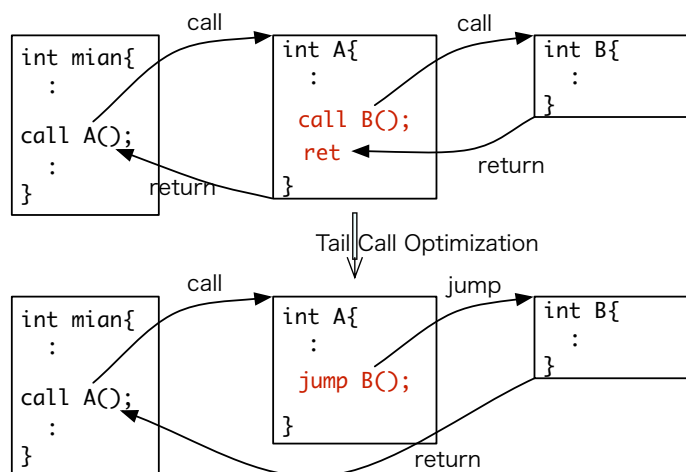 call
call
int mian{
:
call A();
:
}
int A{
:
call B();
ret
}
int B{
:
}
return
return
Tail Call Optimization
call
jump
int mian{
:
call A();
:
}
int A{
:
jump B();
}
int B{
:
}
return